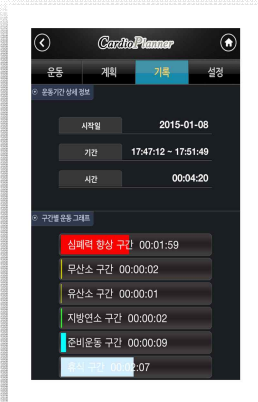 CardioPlanner
운동 계획 기록 설정
운동기간 상세 정보
시작일 2015-01-08
기간 17:47:12 ~ 17:51:49
시간 00:04:20
구간별 운동 그래프
심폐력 향상 구간 00:01:59
무산소 구간 00:00:02
유산소 구간 00:00:01
지방연소 구간 00:00:02
준비운동 구간 00:00:09
휴식 구간 00:02:07